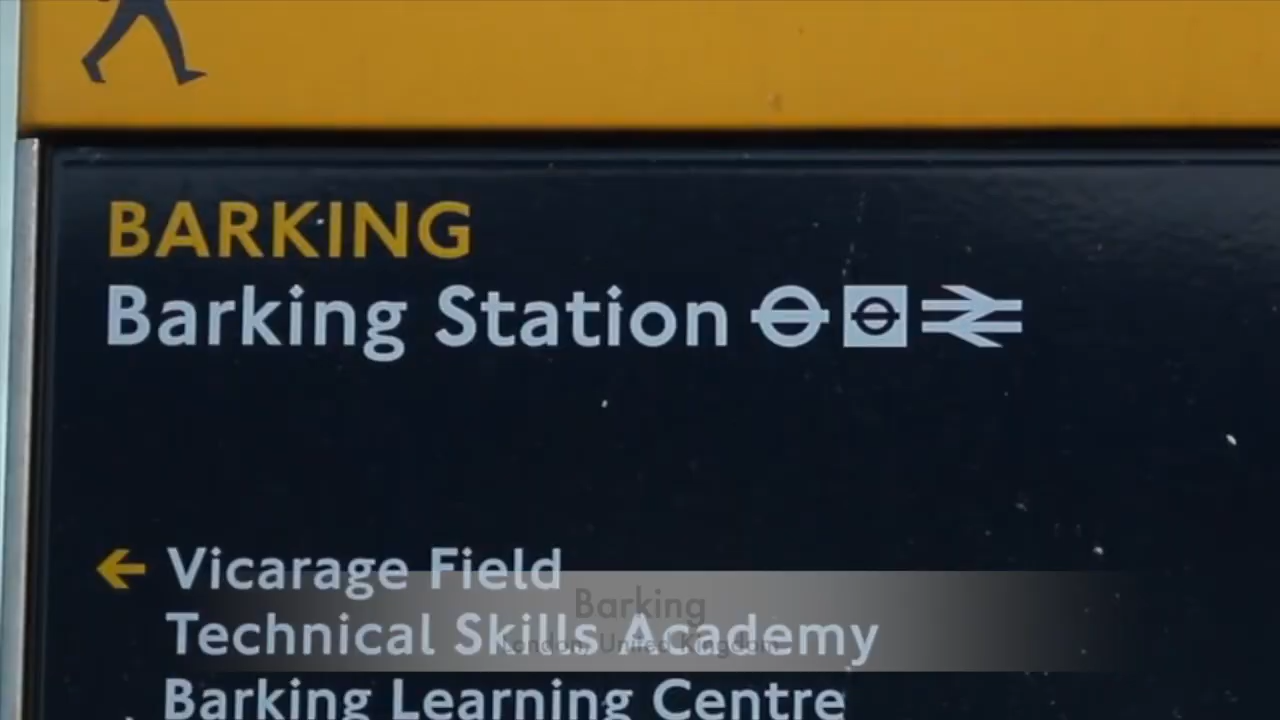 BARKING
Barking Station
Vicarage Field
Barking
Technical Skills Academy
London, United Kingdom
Barking Learning Centre